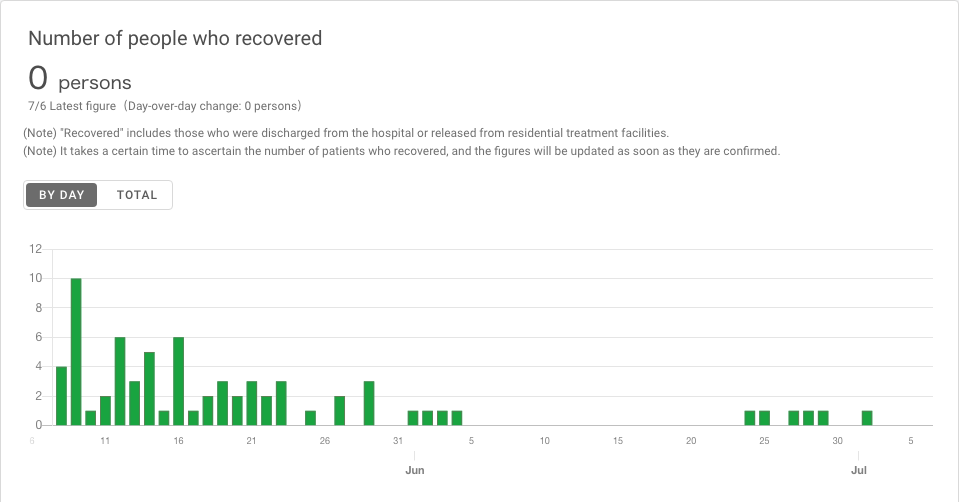 Number of people who recovered
0 persons
7/6 Latest figure（Day-over-day change: 0 persons）
(Note) "Recovered" includes those who were discharged from the hospital or released from residential treatment facilities.
(Note) It takes a certain time to ascertain the number of patients who recovered, and the figures will be updated as soon as they are confirmed.
BY DAY TOTAL
12
10
8
6
4
2
0
6 11 16 21 26 31 5 10 15 20 25 30 5
Jun Jul